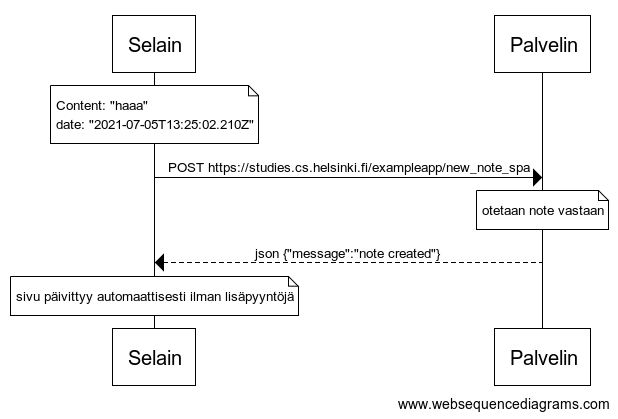 Selain
Palvelin
Content: "haaa"
date: "2021-07-05T13:25:02.210Z"
POST https://studies.cs.helsinki.fi/exampleapp/new_note_spa
otetaan note vastaan
json {"message":"note created"}
sivu päivittyy automaattisesti ilman lisäpyyntöjä
Selain
Palvelin
www.websequencediagrams.com